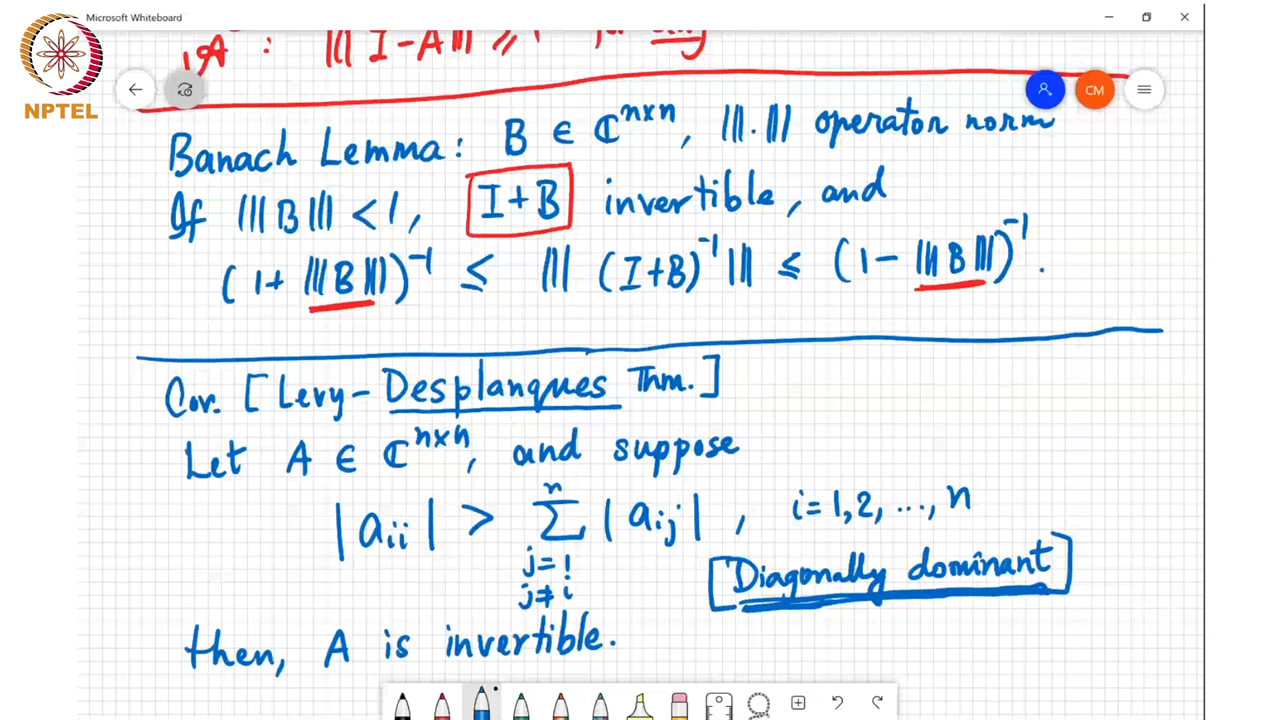 Microsoft Whiteboard
A : ||| I - A |||
NPTEL
CM
Banach Lemma: B ∈ ℂ^{n×n}, |||·||| operator norm
If ||| B ||| < 1, I + B invertible, and
(1 + ||| B |||)^{-1} ≤ ||| (I+B)^{-1} ||| ≤ (1 - ||| B |||)^{-1}.
Cor. [Levy-Desplanques Thm.]
Let A ∈ ℂ^{n×n}, and suppose
|a_{ii}| > \sum_{j=1, j≠i}^{n} |a_{ij}|, i=1,2, ..., n
[Diagonally dominant]
then, A is invertible.